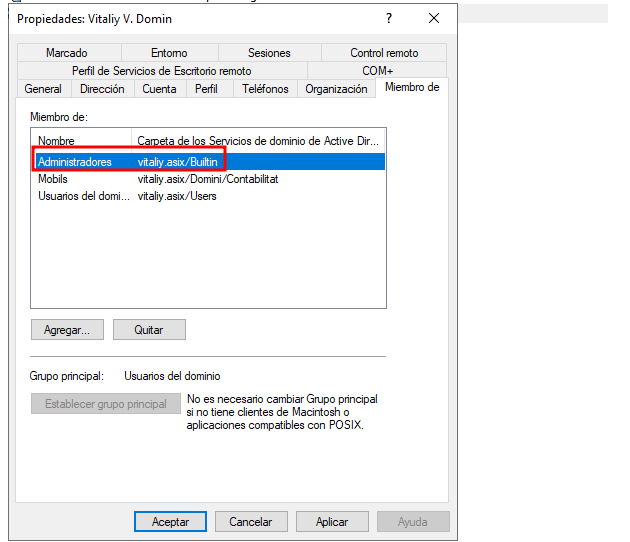 Propiedades: Vitaliy V. Domin ? ✕
Marcado Entorno Sesiones Control remoto
Perfil de Servicios de Escritorio remoto COM+
General Dirección Cuenta Perfil Teléfonos Organización Miembro de
Miembro de:
Nombre Carpeta de los Servicios de dominio de Active Dir...
Administradores vitaliy.asix/Builtin
Mobils vitaliy.asix/Domini/Contabilitat
Usuarios del domi... vitaliy.asix/Users
Agregar... Quitar
Grupo principal: Usuarios del dominio
Establecer grupo principal
No es necesario cambiar Grupo principal
si no tiene clientes de Macintosh o
aplicaciones compatibles con POSIX.
Aceptar Cancelar Aplicar Ayuda